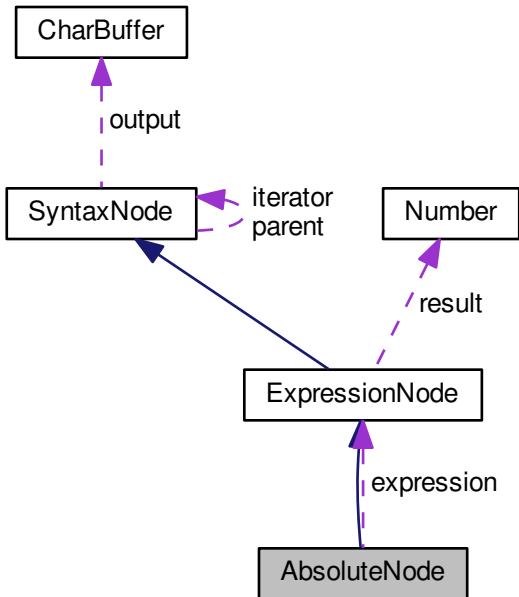 CharBuffer
output
SyntaxNode
iterator
parent
Number
result
ExpressionNode
expression
AbsoluteNode